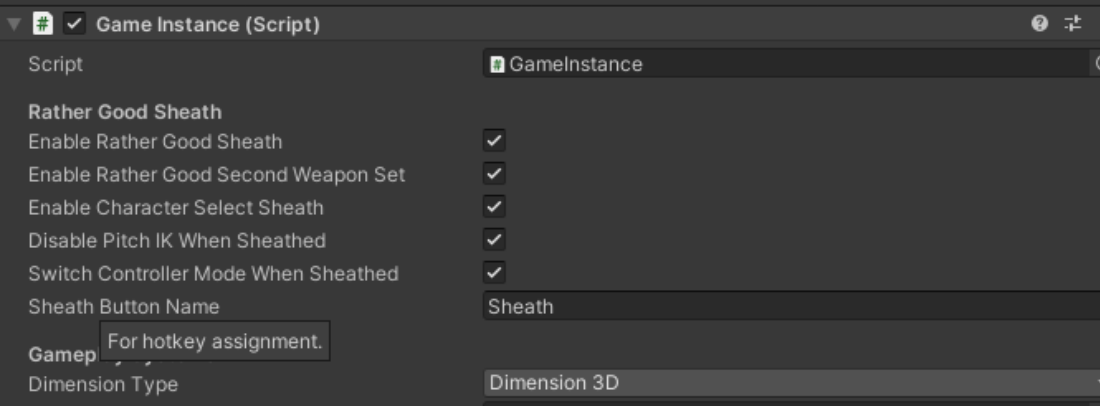 Game Instance (Script)
Script
GameInstance
Rather Good Sheath
Enable Rather Good Sheath
Enable Rather Good Second Weapon Set
Enable Character Select Sheath
Disable Pitch IK When Sheathed
Switch Controller Mode When Sheathed
Sheath Button Name
Sheath
For hotkey assignment.
Gamep
Dimension Type
Dimension 3D